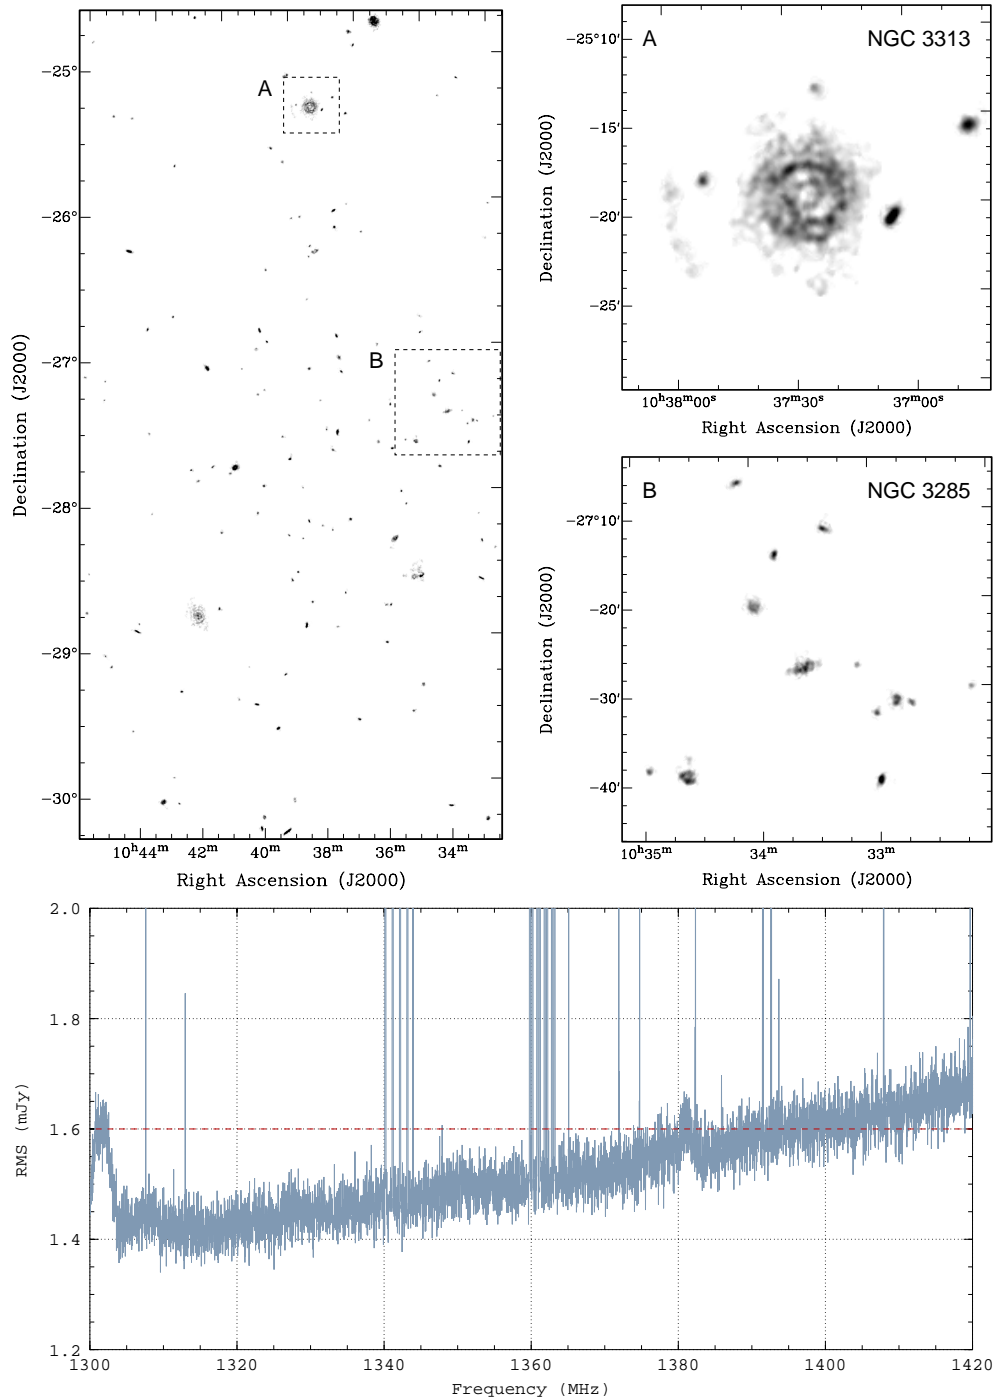 −25°
−26°
−27°
−28°
−29°
−30°
Declination (J2000)
A
B
10ʰ44ᵐ 42ᵐ 40ᵐ 38ᵐ 36ᵐ 34ᵐ
Right Ascension (J2000)
A NGC 3313
−25°10′
−15′
−20′
−25′
Declination (J2000)
10ʰ38ᵐ00ˢ 37ᵐ30ˢ 37ᵐ00ˢ
Right Ascension (J2000)
B NGC 3285
−27°10′
−20′
−30′
−40′
Declination (J2000)
10ʰ35ᵐ 34ᵐ 33ᵐ
Right Ascension (J2000)
2.0
1.8
1.6
1.4
1.2
RMS (mJy)
1300 1320 1340 1360 1380 1400 1420
Frequency (MHz)